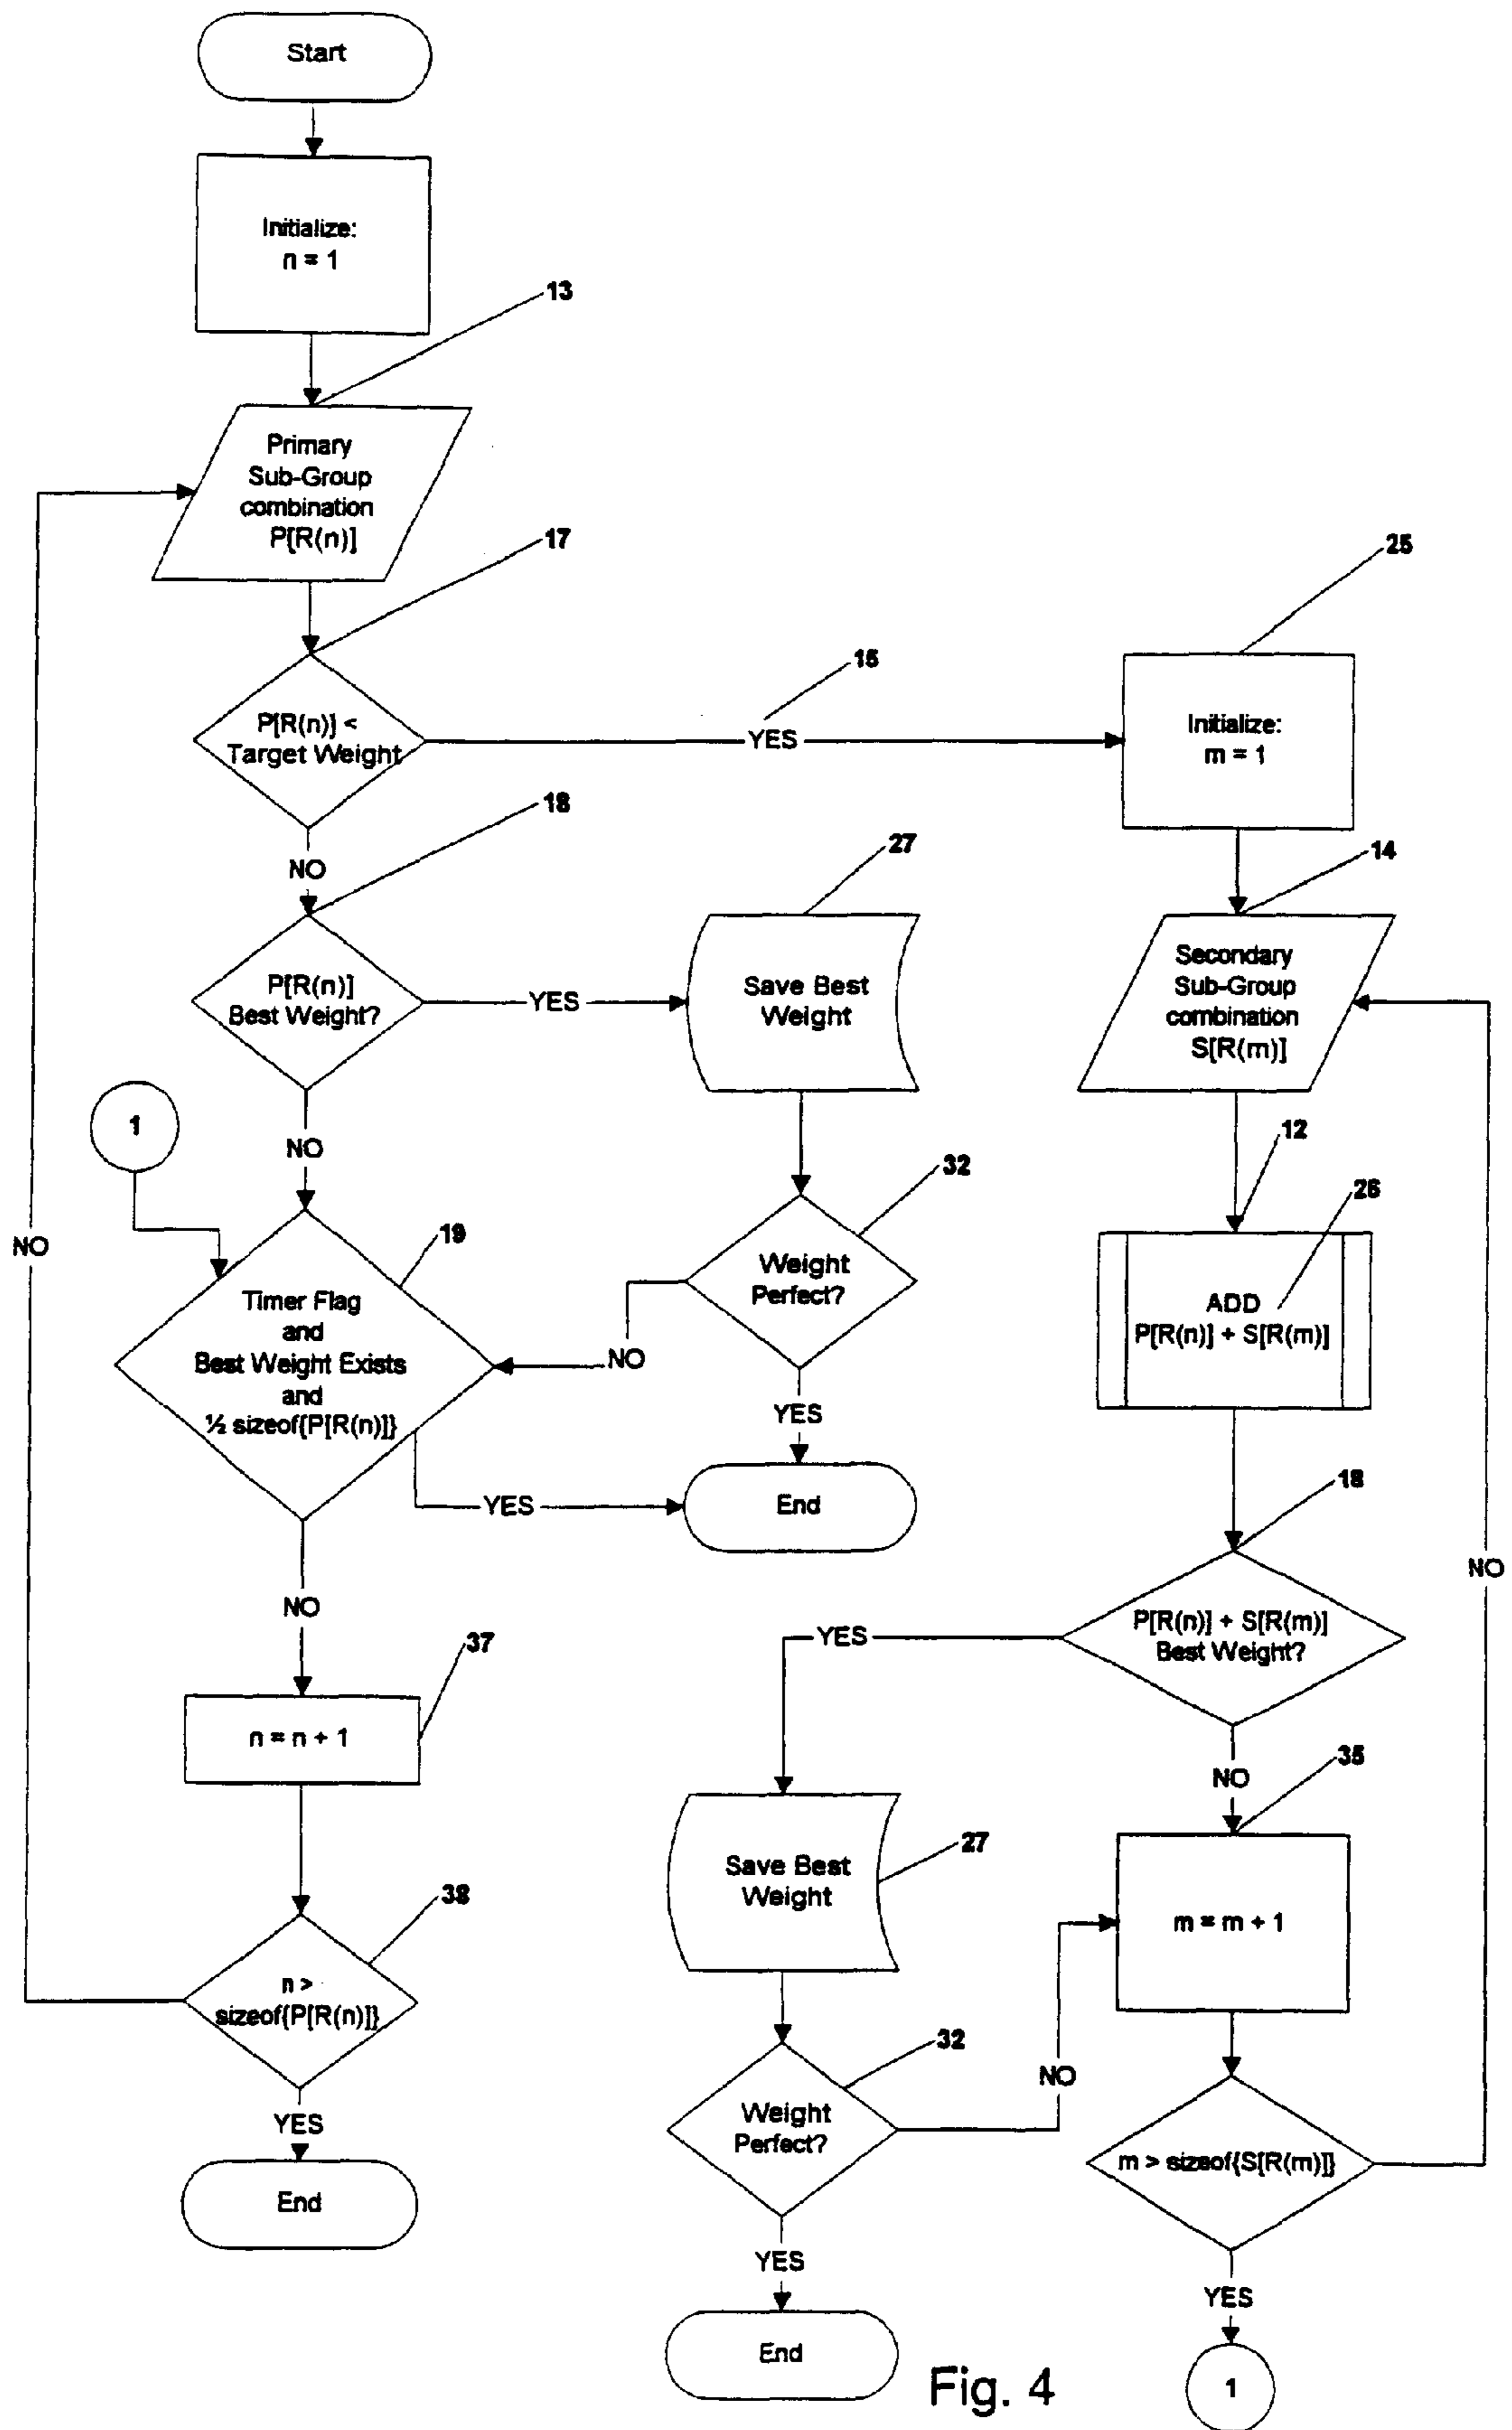 Start
Initialize:
n = 1
13
Primary
Sub-Group
combination
P[R(n)]
17
P[R(n)] <
Target Weight
15
YES
25
Initialize:
m = 1
NO
18
P[R(n)]
Best Weight?
YES
27
Save Best
Weight
14
Secondary
Sub-Group
combination
S[R(m)]
1
NO
12
32
Weight
Perfect?
26
ADD
P[R(n)] + S[R(m)]
NO
19
Timer Flag
and
Best Weight Exists
and
½ sizeof{P[R(n)]}
NO
YES
YES
End
18
P[R(n)] + S[R(m)]
Best Weight?
NO
NO
YES
37
n = n + 1
NO
35
m = m + 1
Save Best
Weight
27
38
n >
sizeof{P[R(n)]}
32
Weight
Perfect?
NO
m > sizeof{S[R(m)]}
YES
End
YES
End
YES
1
Fig. 4